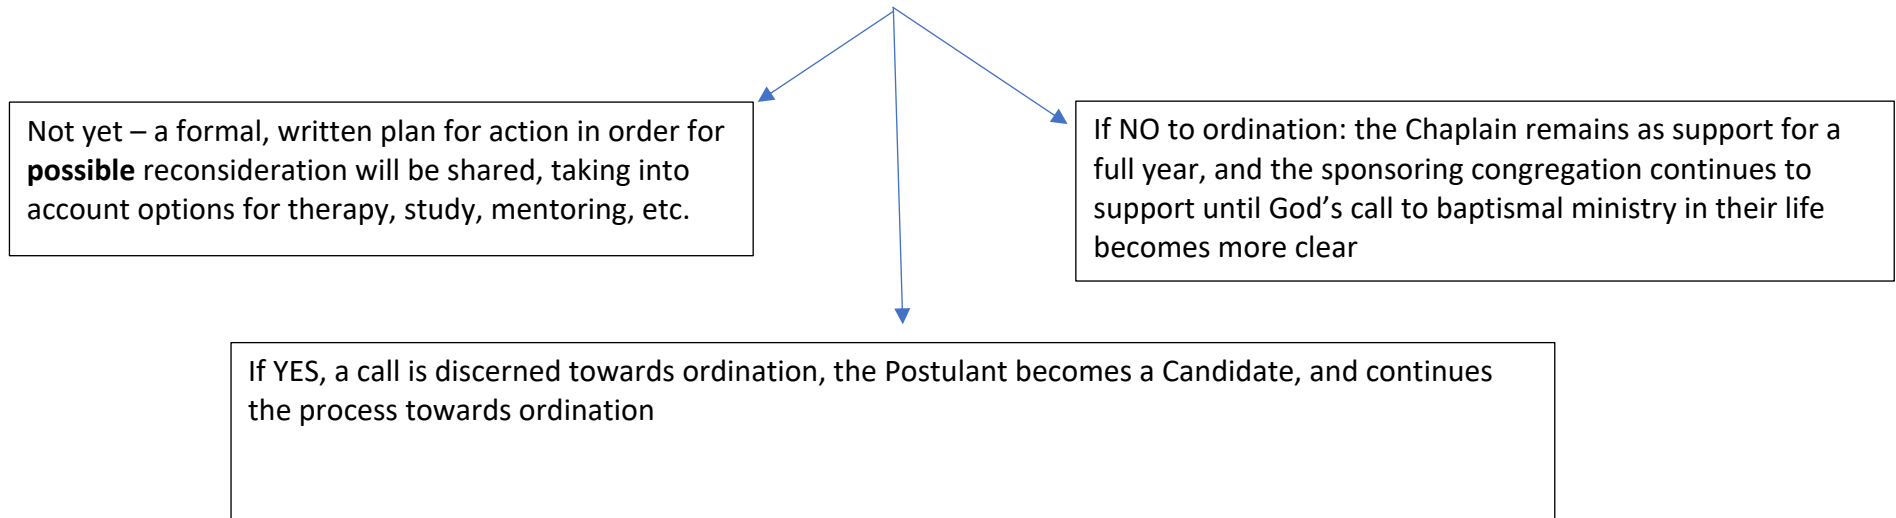 Not yet – a formal, written plan for action in order for
possible reconsideration will be shared, taking into
account options for therapy, study, mentoring, etc.
If NO to ordination: the Chaplain remains as support for a
full year, and the sponsoring congregation continues to
support until God’s call to baptismal ministry in their life
becomes more clear
If YES, a call is discerned towards ordination, the Postulant becomes a Candidate, and continues
the process towards ordination